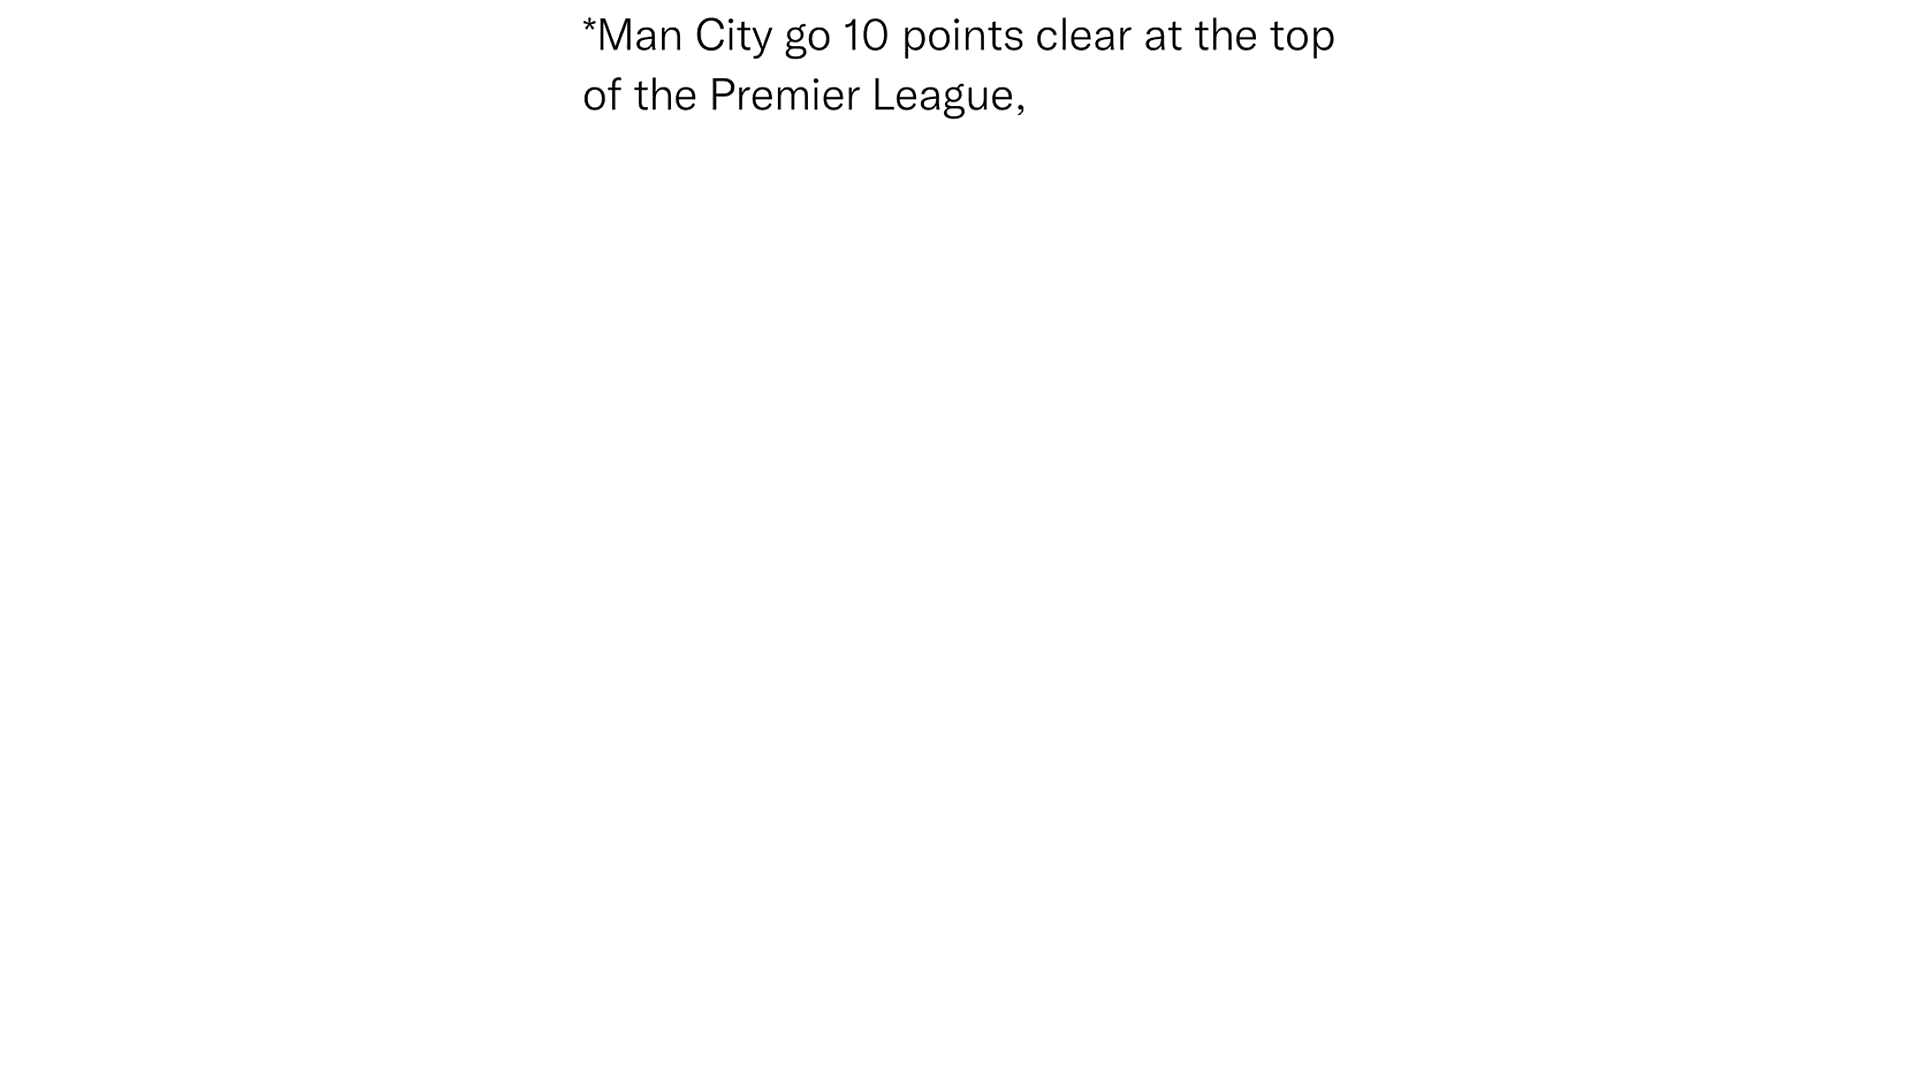 *Man City go 10 points clear at the top
of the Premier League,